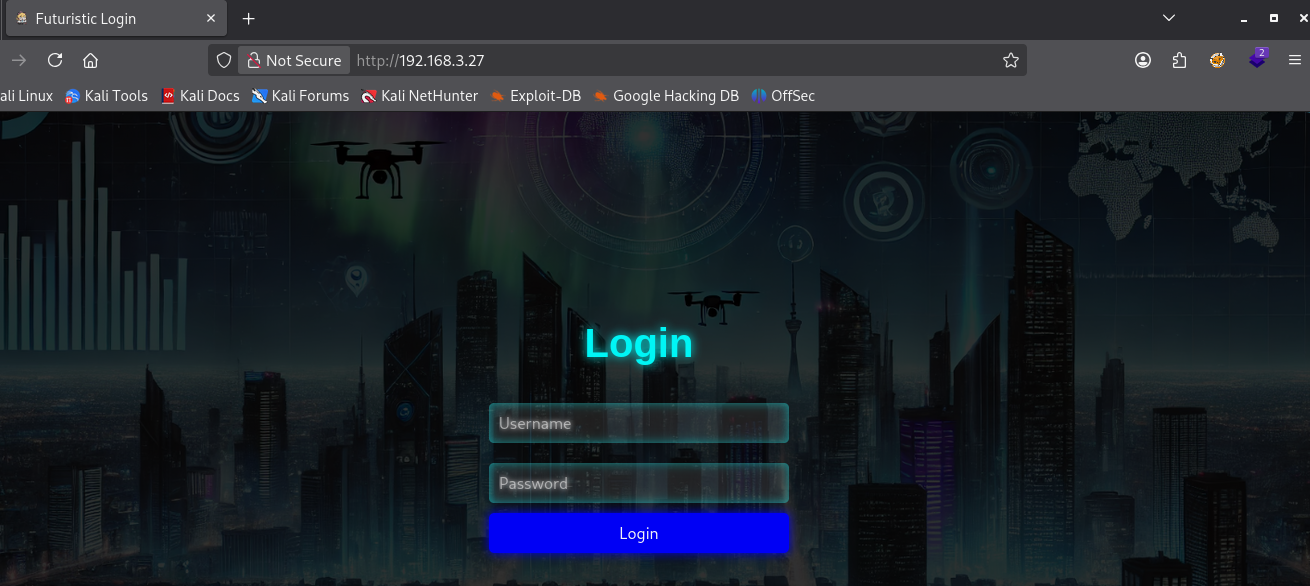 Futuristic Login
Not Secure http://192.168.3.27
2
ali Linux Kali Tools Kali Docs Kali Forums Kali NetHunter Exploit-DB Google Hacking DB OffSec
Login
Username
Password
Login